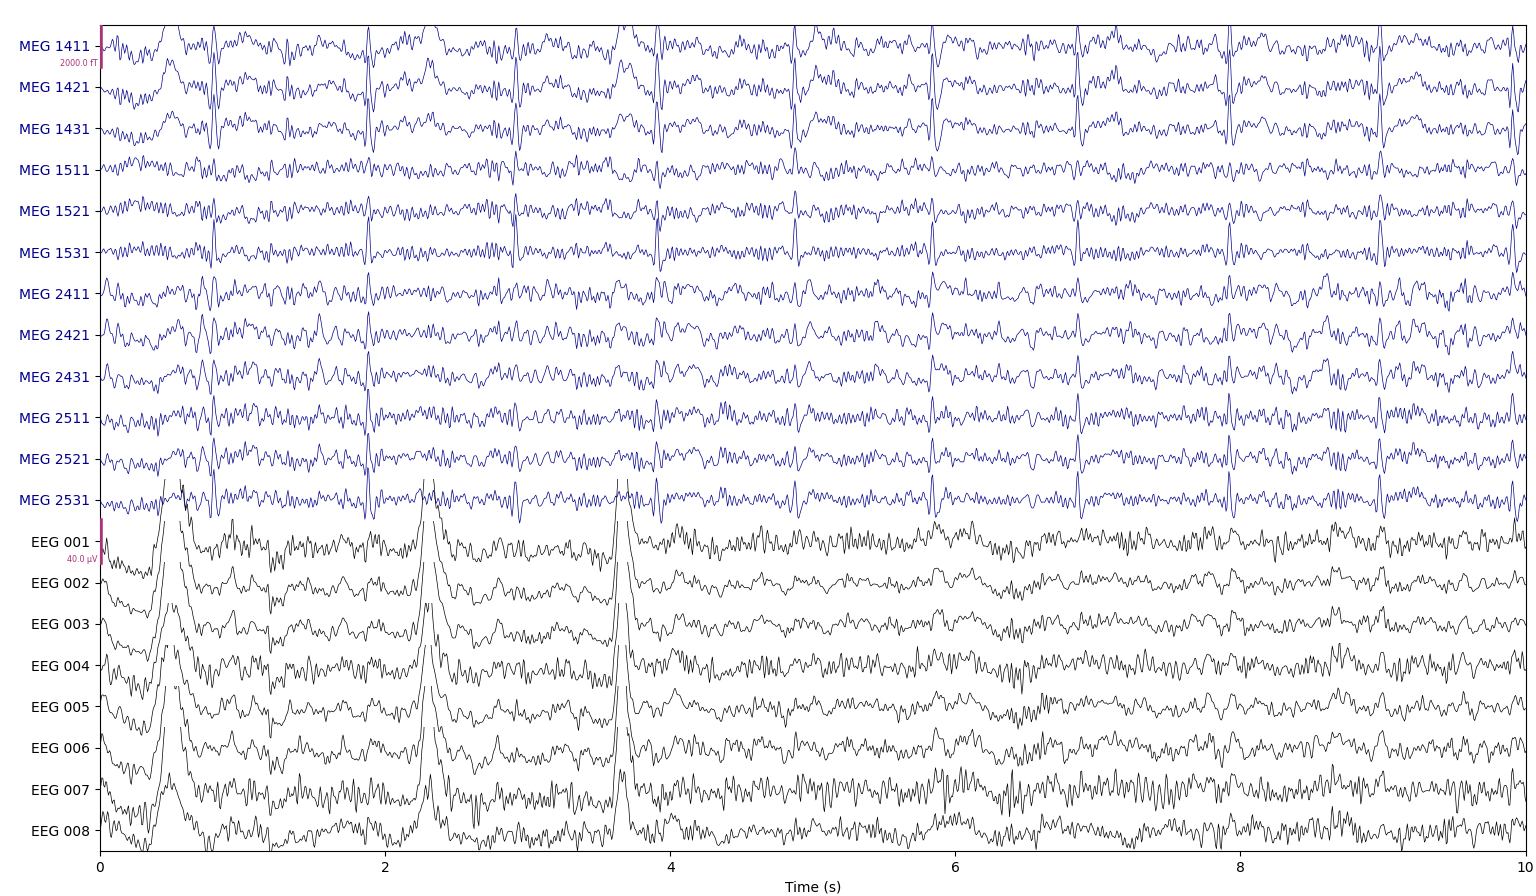 MEG 1411
2000.0 fT
MEG 1421
MEG 1431
MEG 1511
MEG 1521
MEG 1531
MEG 2411
MEG 2421
MEG 2431
MEG 2511
MEG 2521
MEG 2531
EEG 001
40.0 µV
EEG 002
EEG 003
EEG 004
EEG 005
EEG 006
EEG 007
EEG 008
0 2 4 6 8 10
Time (s)